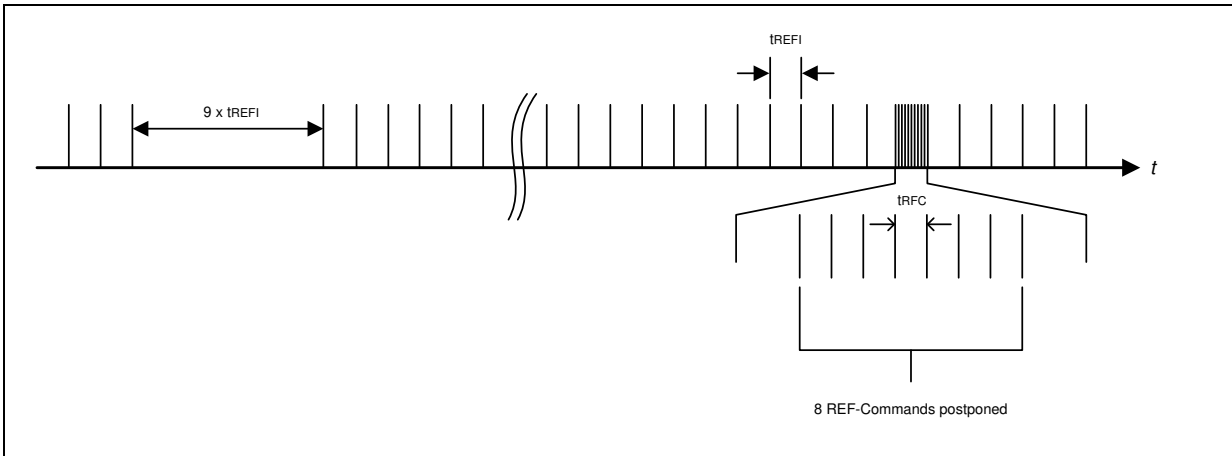 tREFI
9 x tREFI
t
tRFC
8 REF-Commands postponed